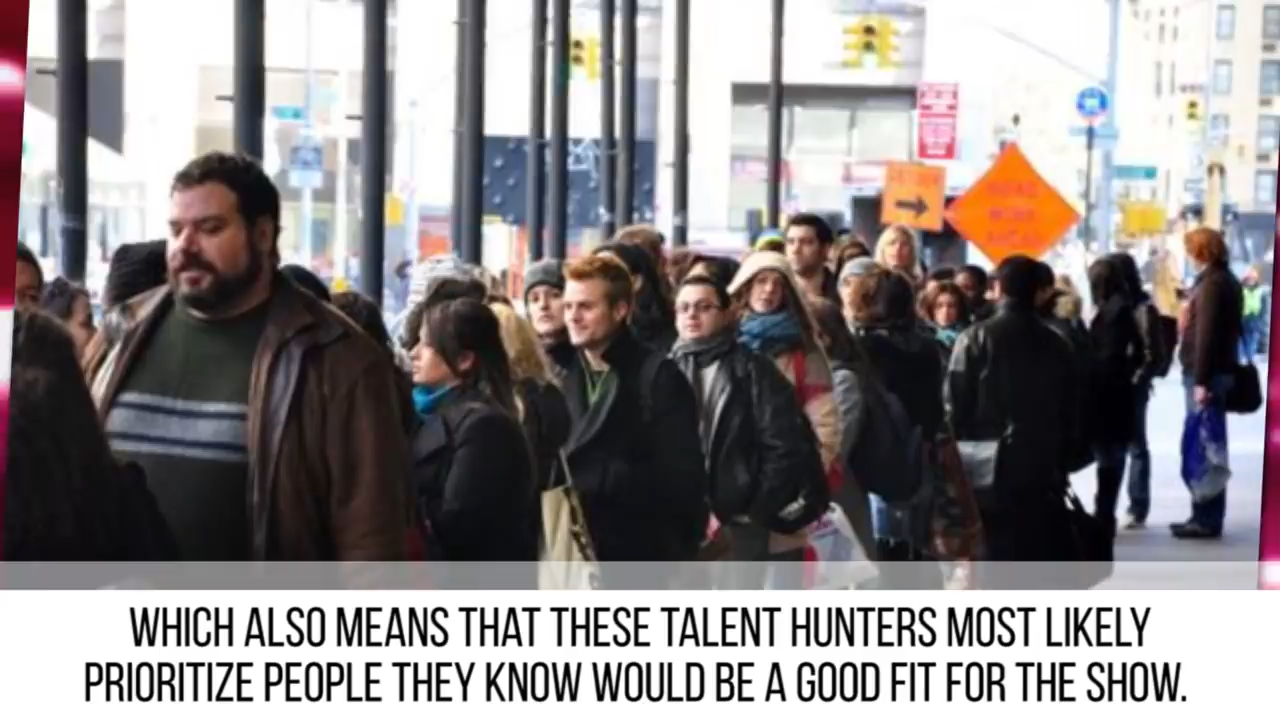 WHICH ALSO MEANS THAT THESE TALENT HUNTERS MOST LIKELY
PRIORITIZE PEOPLE THEY KNOW WOULD BE A GOOD FIT FOR THE SHOW.